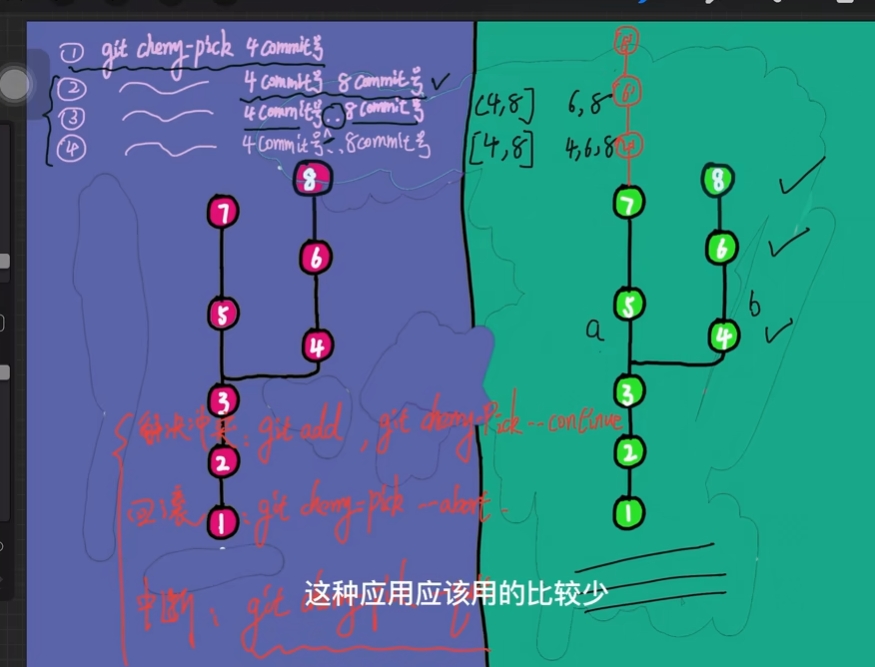 ① git cherry-pick 4 commit号
② 4 commit号 8 commit号 ✓
③ 4 commit号..8 commit号 (4,8] 6,8
④ 4 commit号^..8 commit号 [4,8] 4,6,8
8'
6'
4'
8 8
7 7
6 6
5 5
a b
4 4
3 3
解决冲突: git add , git cherry-pick --continue
2 2
回滚: git cherry-pick --abort
1 1
中断: git cherry-pick
这种应用应该用的比较少